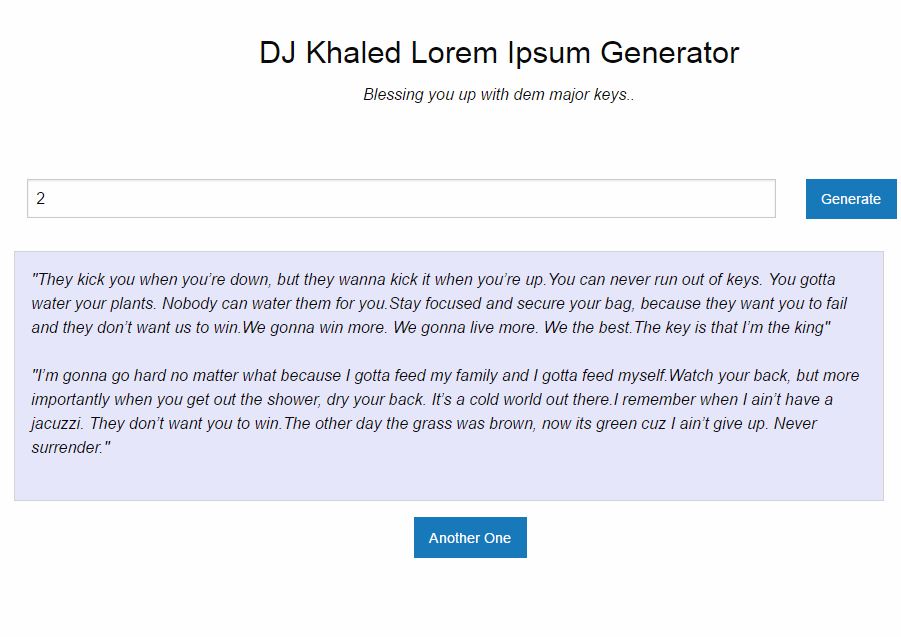 DJ Khaled Lorem Ipsum Generator
Blessing you up with dem major keys..
2
Generate
"They kick you when you’re down, but they wanna kick it when you’re up.You can never run out of keys. You gotta
water your plants. Nobody can water them for you.Stay focused and secure your bag, because they want you to fail
and they don’t want us to win.We gonna win more. We gonna live more. We the best.The key is that I’m the king"
"I’m gonna go hard no matter what because I gotta feed my family and I gotta feed myself.Watch your back, but more
importantly when you get out the shower, dry your back. It’s a cold world out there.I remember when I ain’t have a
jacuzzi. They don’t want you to win.The other day the grass was brown, now its green cuz I ain’t give up. Never
surrender."
Another One